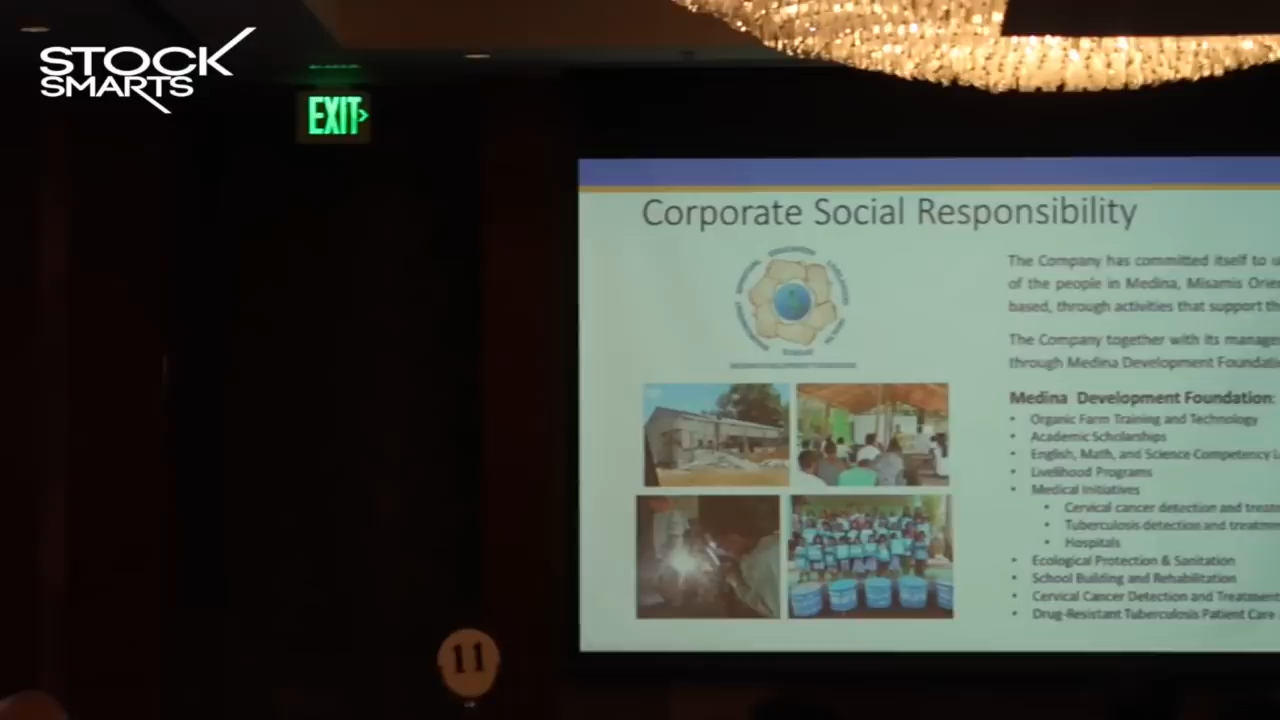 STOCK
SMARTS
EXIT
Corporate Social Responsibility
The Company has committed itself to
of the people in Medina, Misamis
based, through activities that support
The Company together with its
through Medina Development
Medina Development Foundation:
• Organic Farm Training and Technology
• Academic Scholarships
• English, Math, and Science Competency
• Livelihood Programs
• Medical Initiatives
• Cervical cancer detection and
• Tuberculosis detection and
• Hospitals
• Ecological Protection & Sanitation
• School Building and Rehabilitation
• Cervical Cancer Detection and Treatment
• Drug-Resistant Tuberculosis Patient Care
11